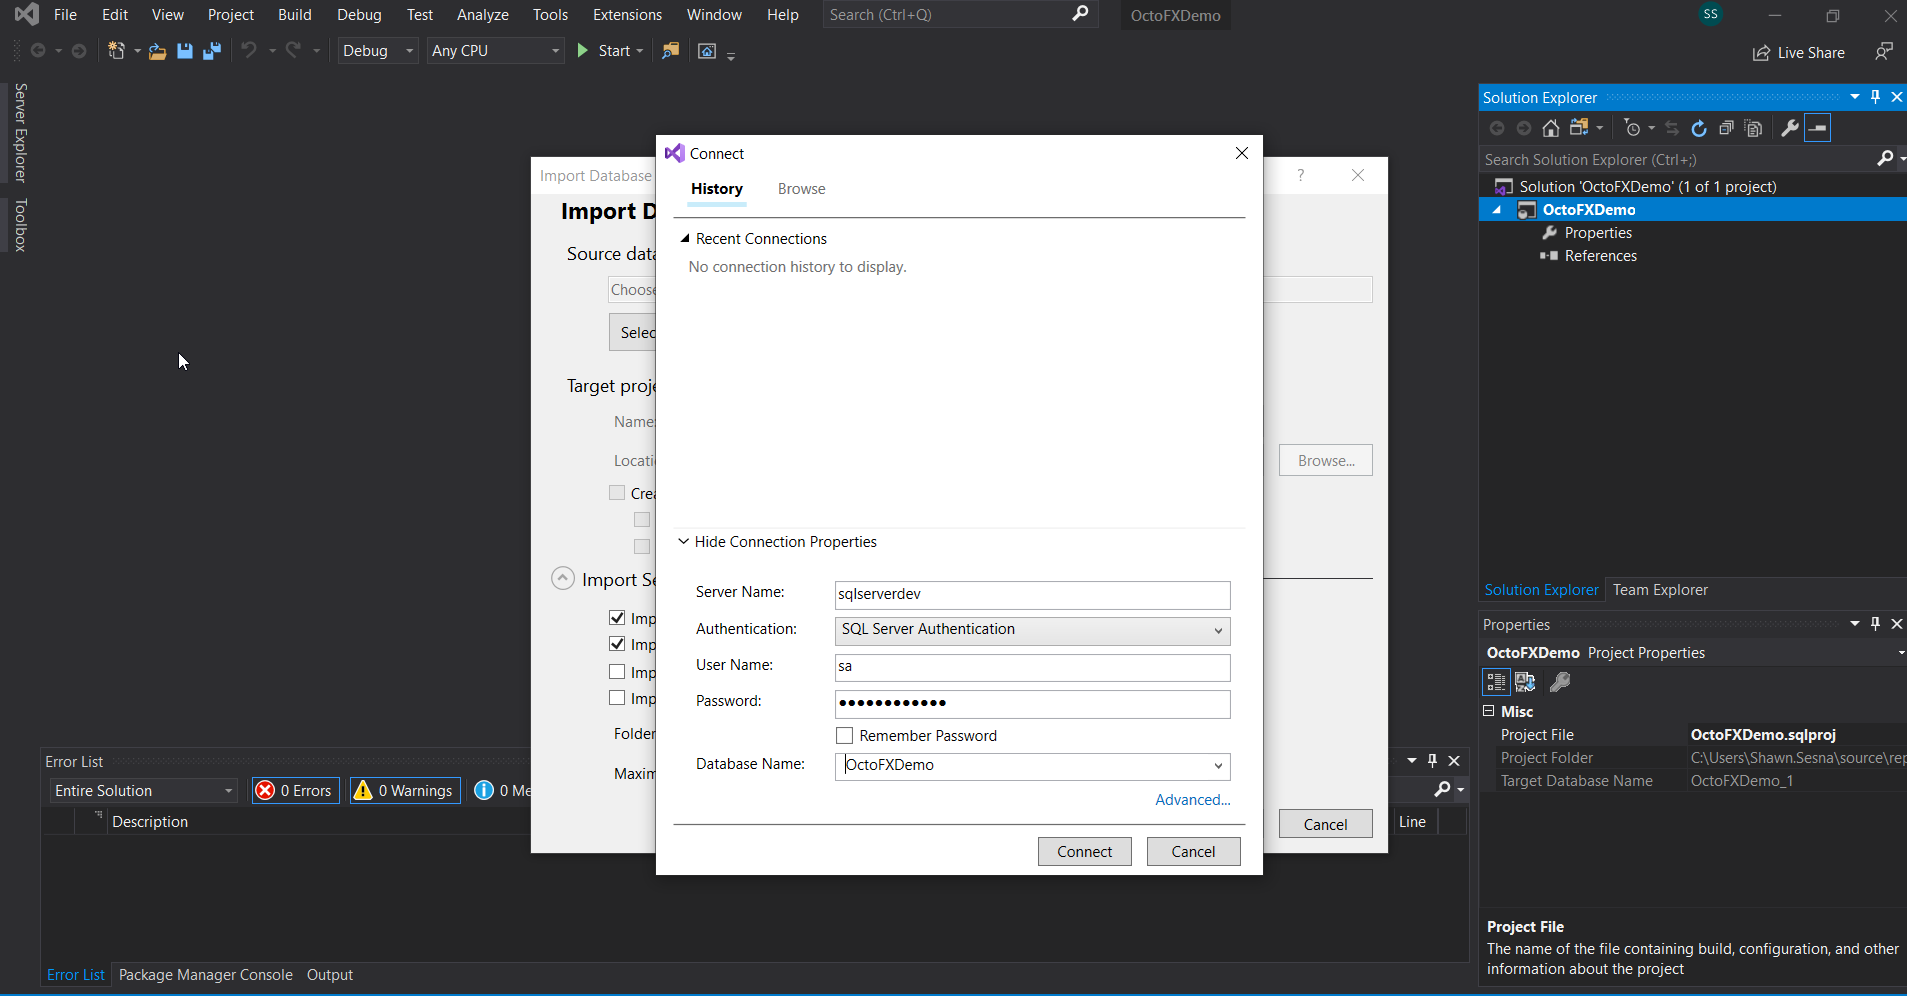 File Edit View Project Build Debug Test Analyze Tools Extensions Window Help Search (Ctrl+Q) OctoFXDemo SS
Debug Any CPU Start Live Share
Server Explorer
Toolbox
Import Database
Import D
Source data
Choose
Selec
Target proje
Name:
Locati
Browse...
Crea
Import Se
Imp
Imp
Imp
Imp
Folder
Maxim
Cancel
Connect
History Browse
Recent Connections
No connection history to display.
Hide Connection Properties
Server Name: sqlserverdev
Authentication: SQL Server Authentication
User Name: sa
Password: ••••••••••••
Remember Password
Database Name: OctoFXDemo
Advanced...
Connect Cancel
Solution Explorer
Search Solution Explorer (Ctrl+;)
Solution 'OctoFXDemo' (1 of 1 project)
OctoFXDemo
Properties
References
Solution Explorer Team Explorer
Properties
OctoFXDemo Project Properties
Misc
Project File OctoFXDemo.sqlproj
Project Folder C:\Users\Shawn.Sesna\source\rep
Target Database Name OctoFXDemo_1
Project File
The name of the file containing build, configuration, and other
information about the project
Error List
Entire Solution 0 Errors 0 Warnings 0 Me
Description Line
Error List Package Manager Console Output